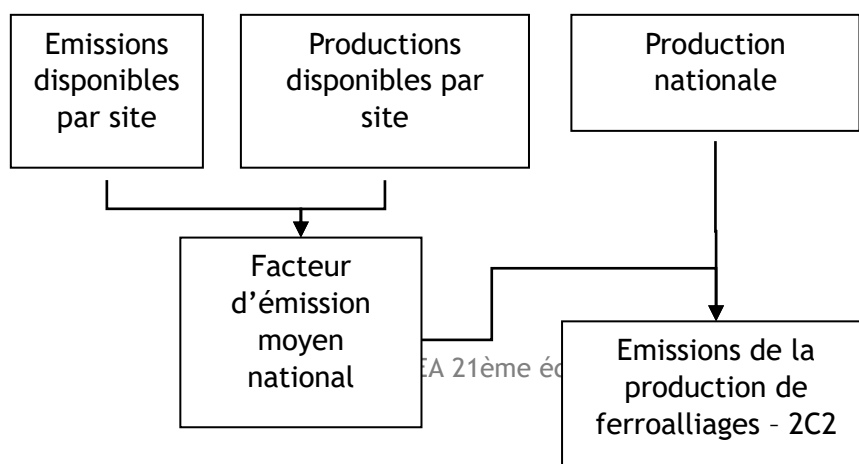 Emissions
disponibles
par site
Productions
disponibles par
site
Production
nationale
Facteur
d'émission
moyen
national
21ème
Emissions de la
production de
ferroalliages – 2C2